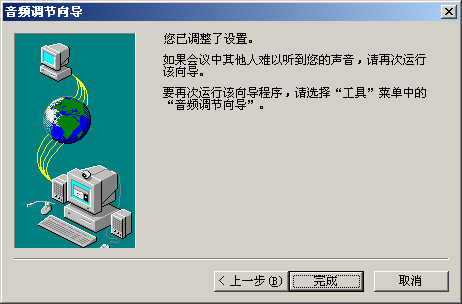 音频调节向导
您已调整了设置。
如果会议中其他人难以听到您的声音，请再次运行
该向导。
要再次运行该向导程序，请选择“工具”菜单中的
“音频调节向导”。
< 上一步(B)
完成
取消